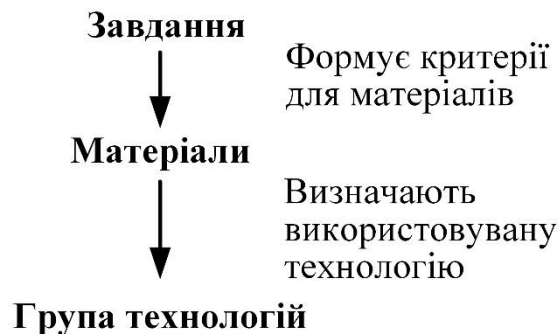 Завдання
Формує критерії
для матеріалів
Матеріали
Визначають
використовувану
технологію
Група технологій